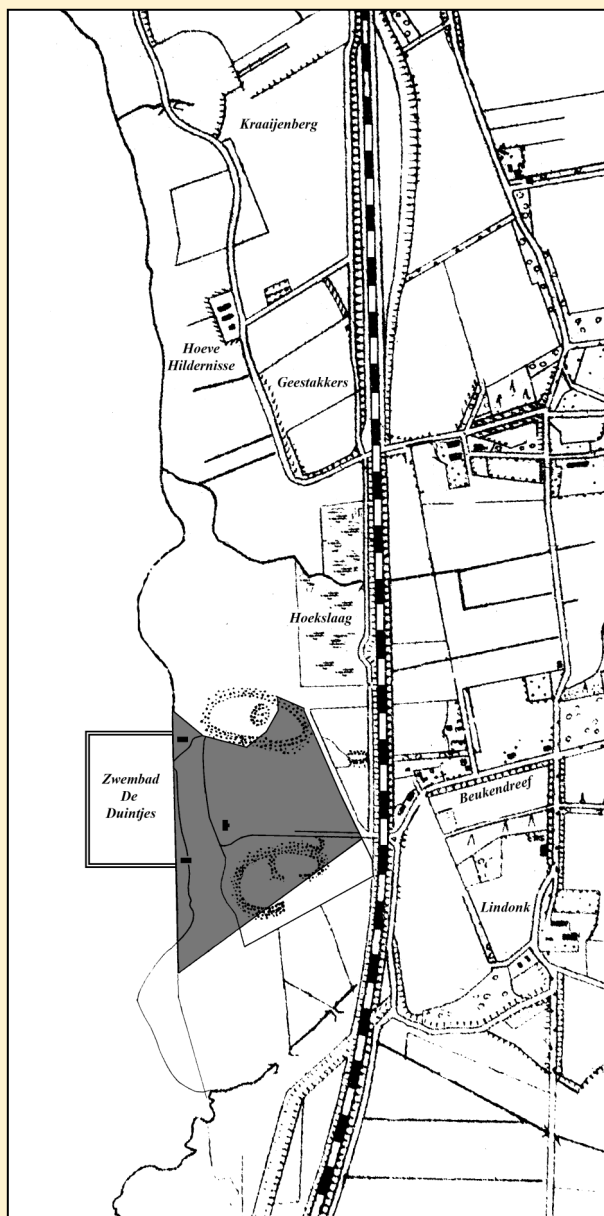 Kraaijenberg
Hoeve
Hildernisse
Geestakkers
Hoekslaag
Zwembad
De
Duintjes
Beukendreef
Lindonk